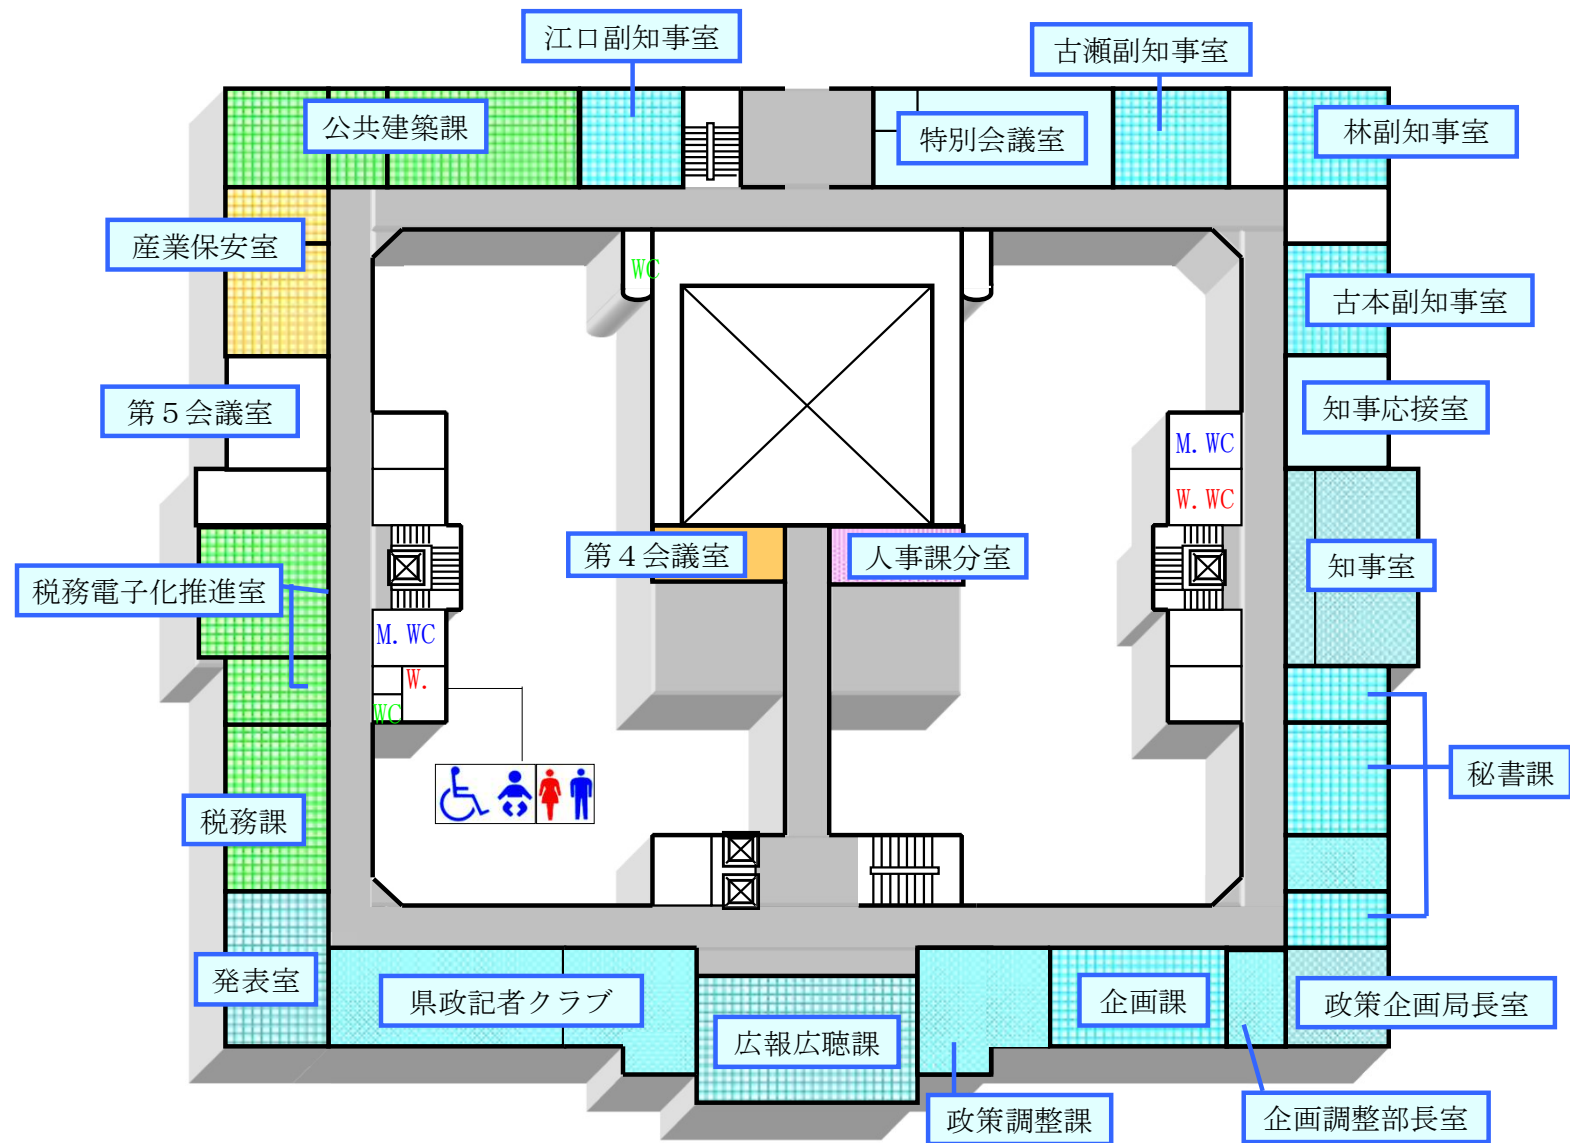 江口副知事室
古瀬副知事室
公共建築課
特別会議室
林副知事室
産業保安室
WC
古本副知事室
第５会議室
知事応接室
M. WC
W. WC
第４会議室
人事課分室
知事室
税務電子化推進室
M. WC
W.
WC
秘書課
税務課
発表室
県政記者クラブ
広報広聴課
企画課
政策企画局長室
政策調整課
企画調整部長室